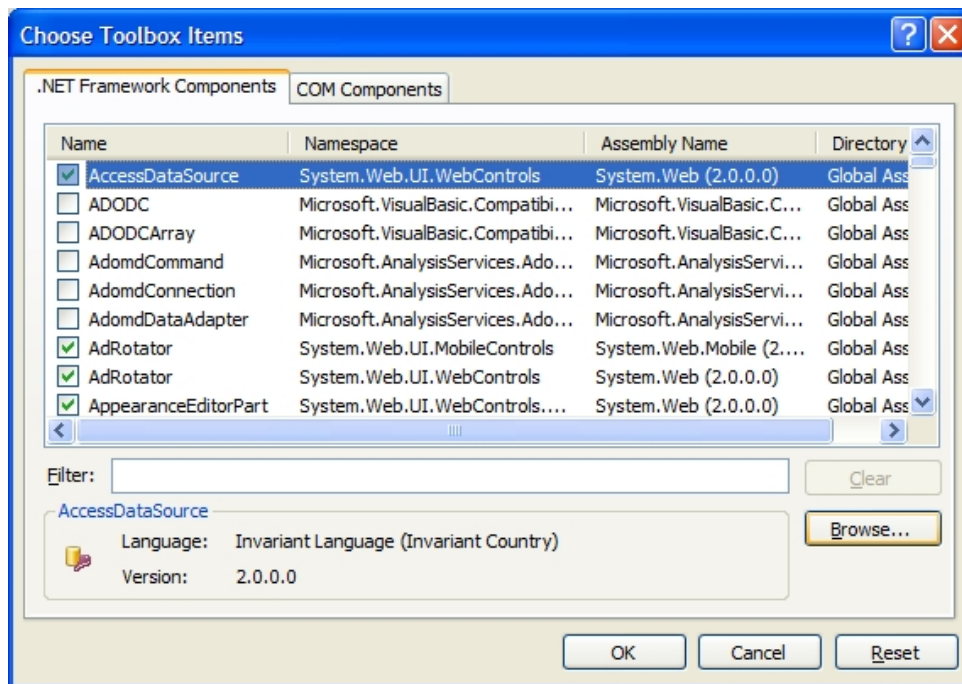 Choose Toolbox Items
.NET Framework Components COM Components
Name Namespace Assembly Name Directory
AccessDataSource System.Web.UI.WebControls System.Web (2.0.0.0) Global Ass
ADODC Microsoft.VisualBasic.Compatibi... Microsoft.VisualBasic.C... Global Ass
ADODCArray Microsoft.VisualBasic.Compatibi... Microsoft.VisualBasic.C... Global Ass
AdomdCommand Microsoft.AnalysisServices.Ado... Microsoft.AnalysisServi... Global Ass
AdomdConnection Microsoft.AnalysisServices.Ado... Microsoft.AnalysisServi... Global Ass
AdomdDataAdapter Microsoft.AnalysisServices.Ado... Microsoft.AnalysisServi... Global Ass
AdRotator System.Web.UI.MobileControls System.Web.Mobile (2.... Global Ass
AdRotator System.Web.UI.WebControls System.Web (2.0.0.0) Global Ass
AppearanceEditorPart System.Web.UI.WebControls.... System.Web (2.0.0.0) Global Ass
Filter: Clear
AccessDataSource
Browse...
Language: Invariant Language (Invariant Country)
Version: 2.0.0.0
OK Cancel Reset